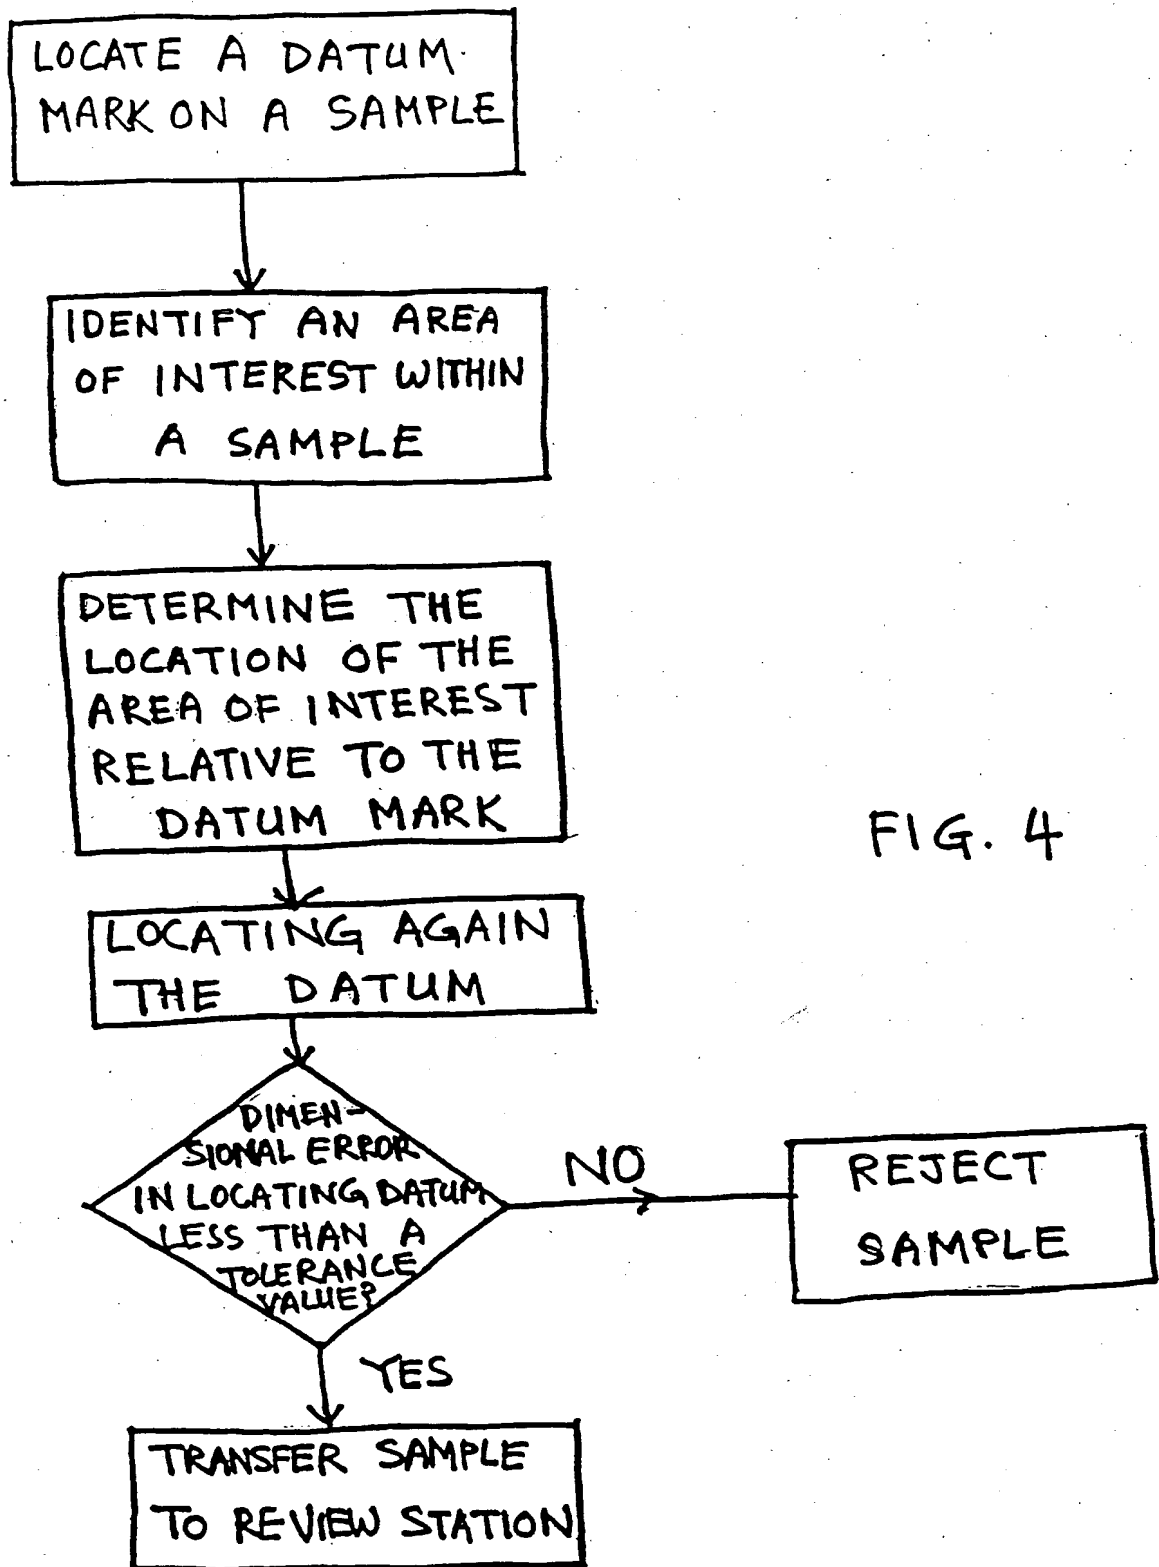 LOCATE A DATUM
MARK ON A SAMPLE
IDENTIFY AN AREA
OF INTEREST WITHIN
A SAMPLE
DETERMINE THE
LOCATION OF THE
AREA OF INTEREST
RELATIVE TO THE
DATUM MARK
FIG. 4
LOCATING AGAIN
THE DATUM
DIMEN-
SIONAL ERROR
IN LOCATING DATUM
LESS THAN A
TOLERANCE
VALUE?
NO
REJECT
SAMPLE
YES
TRANSFER SAMPLE
TO REVIEW STATION